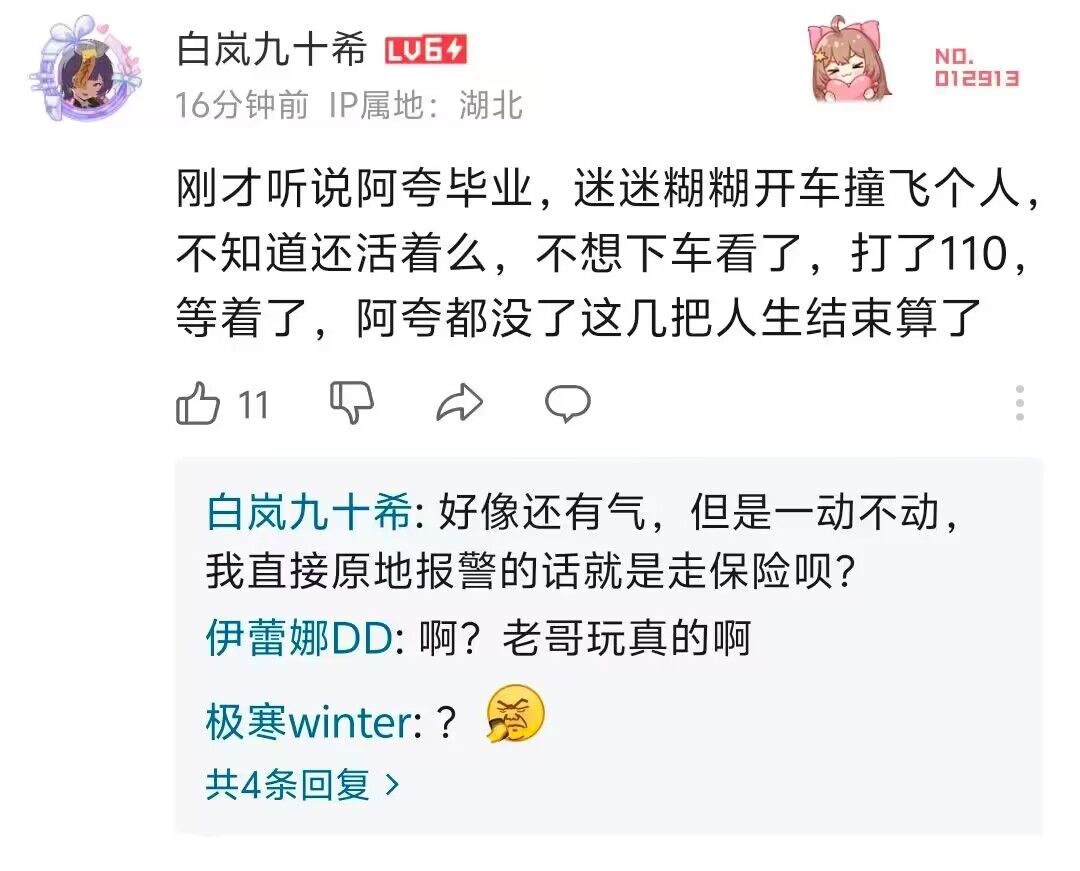 白岚九十希 LV6
NO.
012913
16分钟前 IP属地：湖北
刚才听说阿夸毕业，迷迷糊糊开车撞飞个人，
不知道还活着么，不想下车看了，打了110，
等着了，阿夸都没了这几把人生结束算了
11
白岚九十希: 好像还有气，但是一动不动，
我直接原地报警的话就是走保险呗？
伊蕾娜DD: 啊？老哥玩真的啊
极寒winter: ？
共4条回复 >